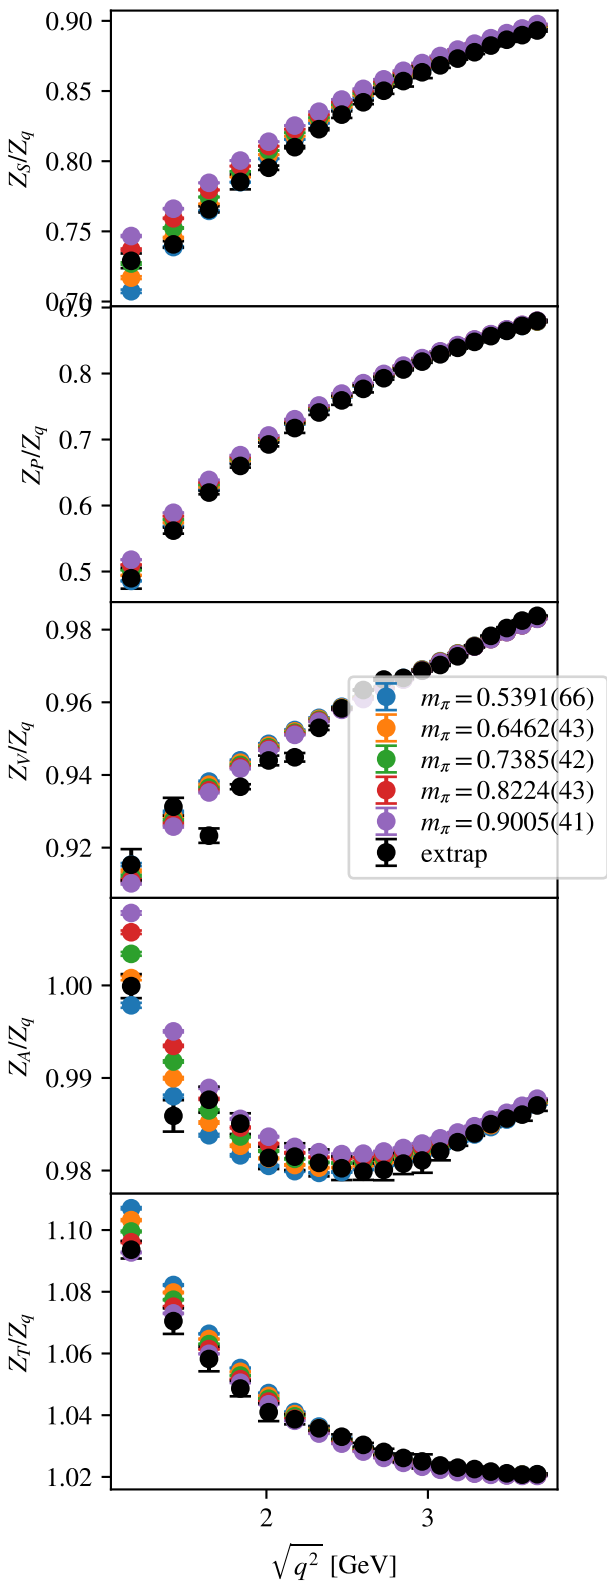 0.90
0.85
0.80
0.75
0.70
Z_S/Z_q
0.9
0.8
0.7
0.6
0.5
Z_P/Z_q
0.98
0.96
0.94
0.92
Z_V/Z_q
m_π = 0.5391(66)
m_π = 0.6462(43)
m_π = 0.7385(42)
m_π = 0.8224(43)
m_π = 0.9005(41)
extrap
1.00
0.99
0.98
Z_A/Z_q
1.10
1.08
1.06
1.04
1.02
Z_T/Z_q
2 3
√q² [GeV]